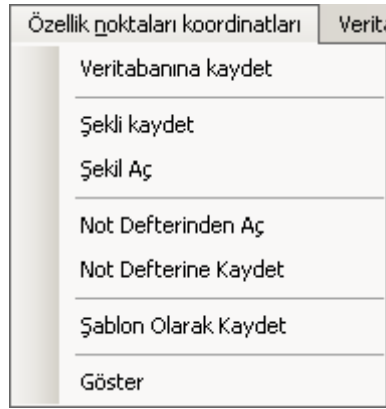 Özellik noktaları koordinatları
Veritabanına kaydet
Şekli kaydet
Şekil Aç
Not Defterinden Aç
Not Defterine Kaydet
Şablon Olarak Kaydet
Göster